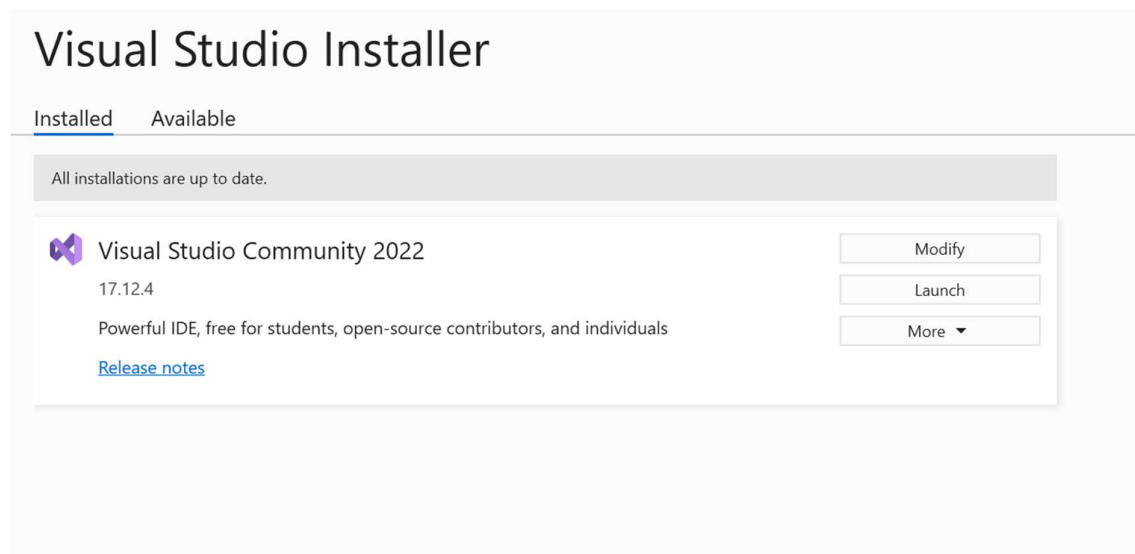 Visual Studio Installer
Installed Available
All installations are up to date.
Visual Studio Community 2022
Modify
17.12.4
Launch
Powerful IDE, free for students, open-source contributors, and individuals
More
Release notes